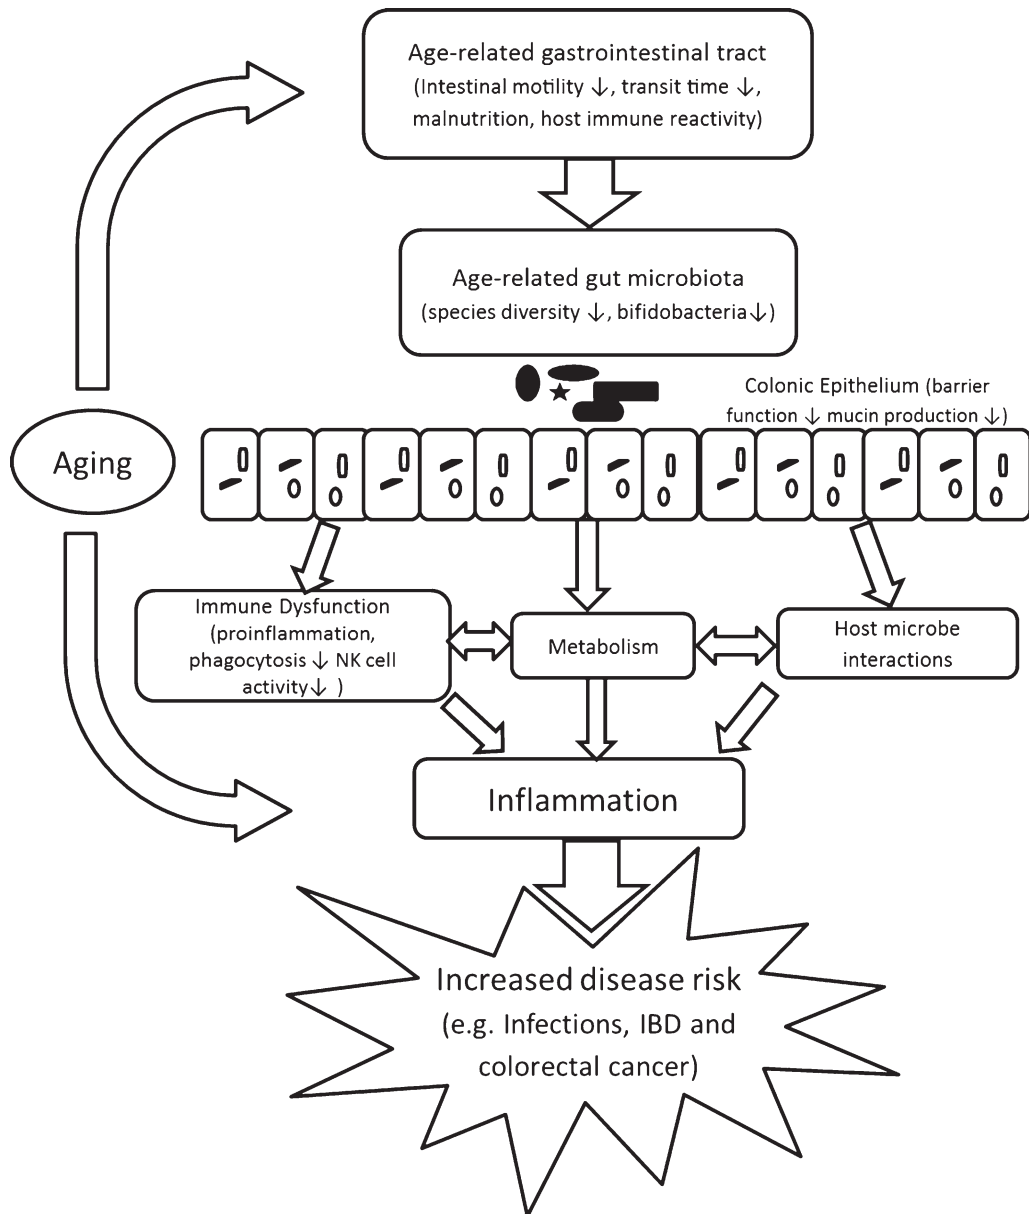 Age-related gastrointestinal tract
(Intestinal motility ↓, transit time ↓,
malnutrition, host immune reactivity)
Age-related gut microbiota
(species diversity ↓, bifidobacteria↓)
Colonic Epithelium (barrier
function ↓ mucin production ↓)
Aging
Immune Dysfunction
(proinflammation,
phagocytosis ↓ NK cell
activity↓ )
Metabolism
Host microbe
interactions
Inflammation
Increased disease risk
(e.g. Infections, IBD and
colorectal cancer)